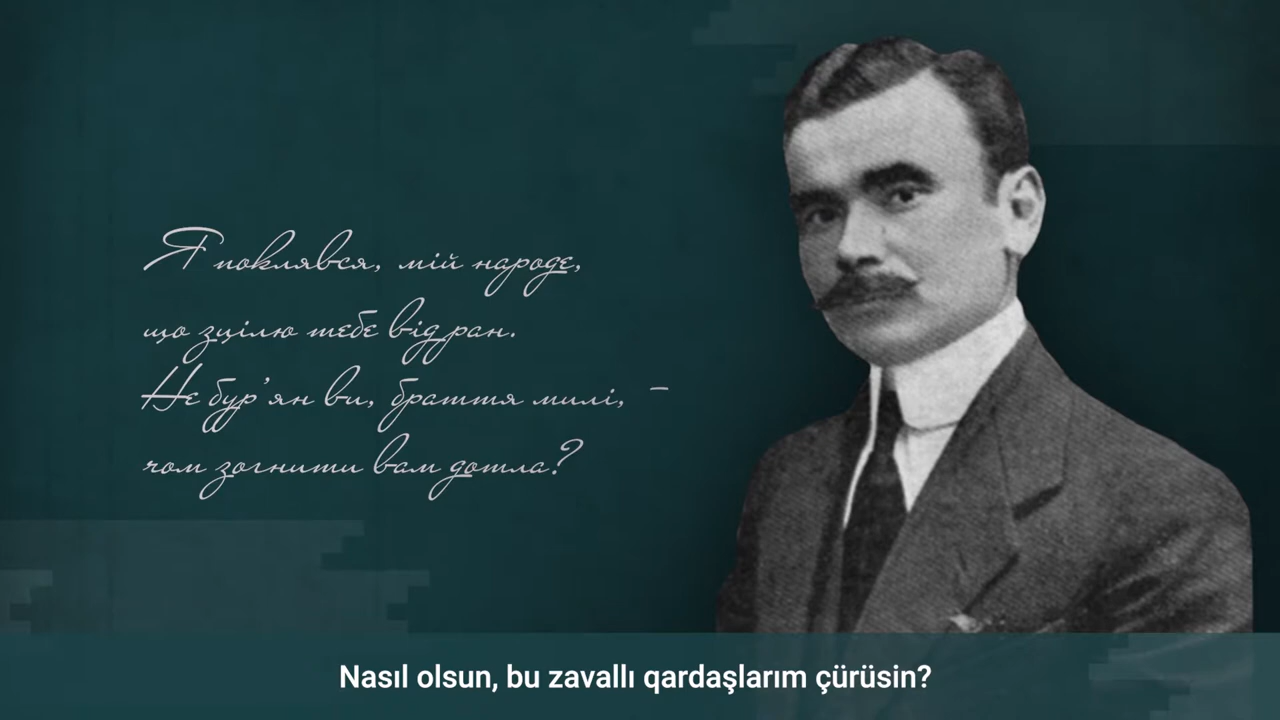 Я поклявся, мій народе,
що зцілю тебе від ран.
Не бур'ян ви, браття милі, –
чом зогнити вам дотла?
Nasıl olsun, bu zavallı qardaşlarım çürüsin?